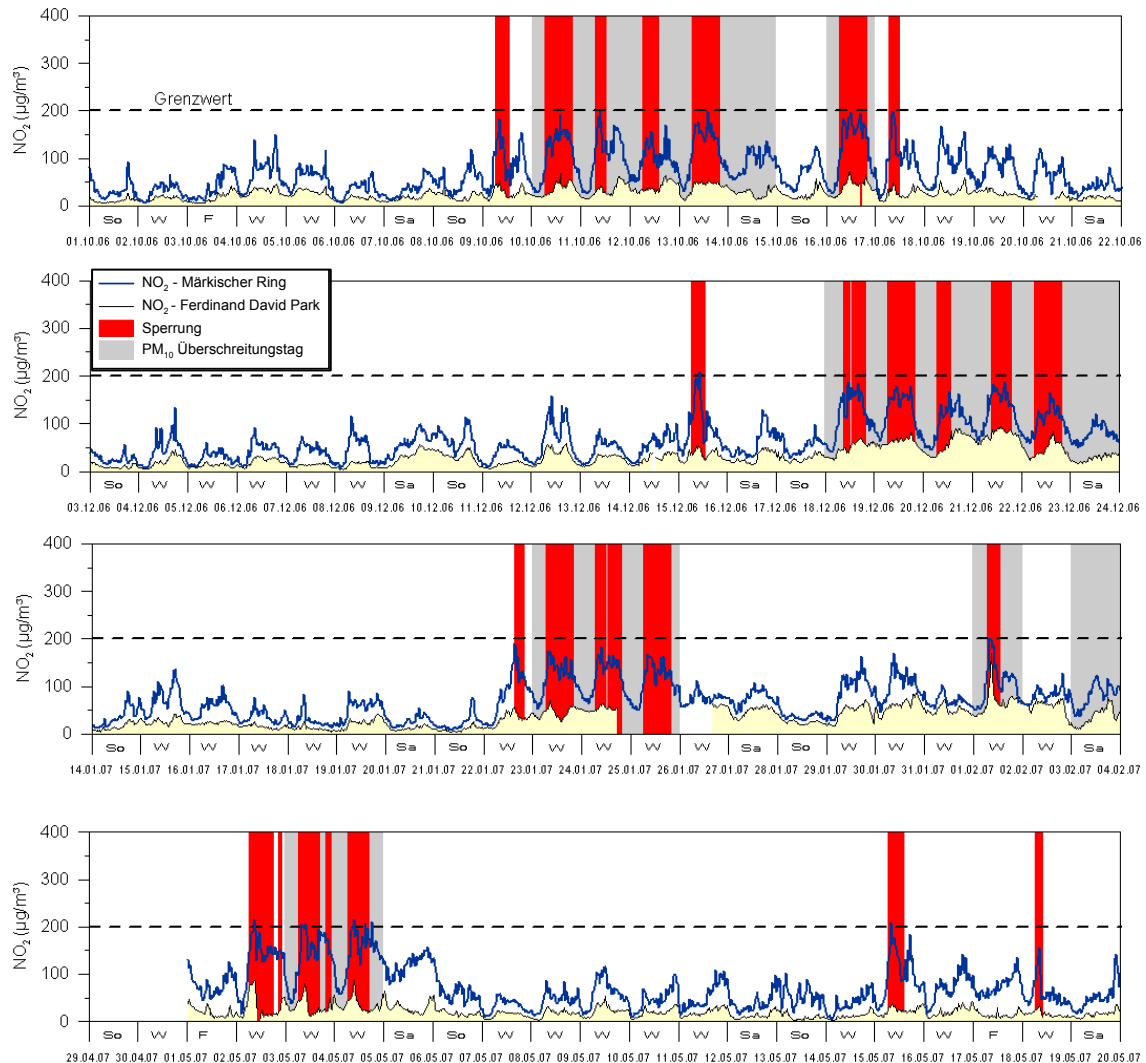 NO₂ (µg/m³)
400
300
200
100
0
Grenzwert
So W F W W W Sa So W W W W W Sa So W W W W W Sa
01.10.06 02.10.06 03.10.06 04.10.06 05.10.06 06.10.06 07.10.06 08.10.06 09.10.06 10.10.06 11.10.06 12.10.06 13.10.06 14.10.06 15.10.06 16.10.06 17.10.06 18.10.06 19.10.06 20.10.06 21.10.06 22.10.06
NO₂ (µg/m³)
400
300
200
100
0
NO₂ - Märkischer Ring
NO₂ - Ferdinand David Park
Sperrung
PM₁₀ Überschreitungstag
So W W W W W Sa So W W W W W Sa So W W W W W Sa
03.12.06 04.12.06 05.12.06 06.12.06 07.12.06 08.12.06 09.12.06 10.12.06 11.12.06 12.12.06 13.12.06 14.12.06 15.12.06 16.12.06 17.12.06 18.12.06 19.12.06 20.12.06 21.12.06 22.12.06 23.12.06 24.12.06
NO₂ (µg/m³)
400
300
200
100
0
So W W W W W Sa So W W W W W Sa So W W W W W Sa
14.01.07 15.01.07 16.01.07 17.01.07 18.01.07 19.01.07 20.01.07 21.01.07 22.01.07 23.01.07 24.01.07 25.01.07 26.01.07 27.01.07 28.01.07 29.01.07 30.01.07 31.01.07 01.02.07 02.02.07 03.02.07 04.02.07
NO₂ (µg/m³)
400
300
200
100
0
So W F W W W Sa So W W W W W Sa So W W W F W Sa
29.04.07 30.04.07 01.05.07 02.05.07 03.05.07 04.05.07 05.05.07 06.05.07 07.05.07 08.05.07 09.05.07 10.05.07 11.05.07 12.05.07 13.05.07 14.05.07 15.05.07 16.05.07 17.05.07 18.05.07 19.05.07 20.05.07